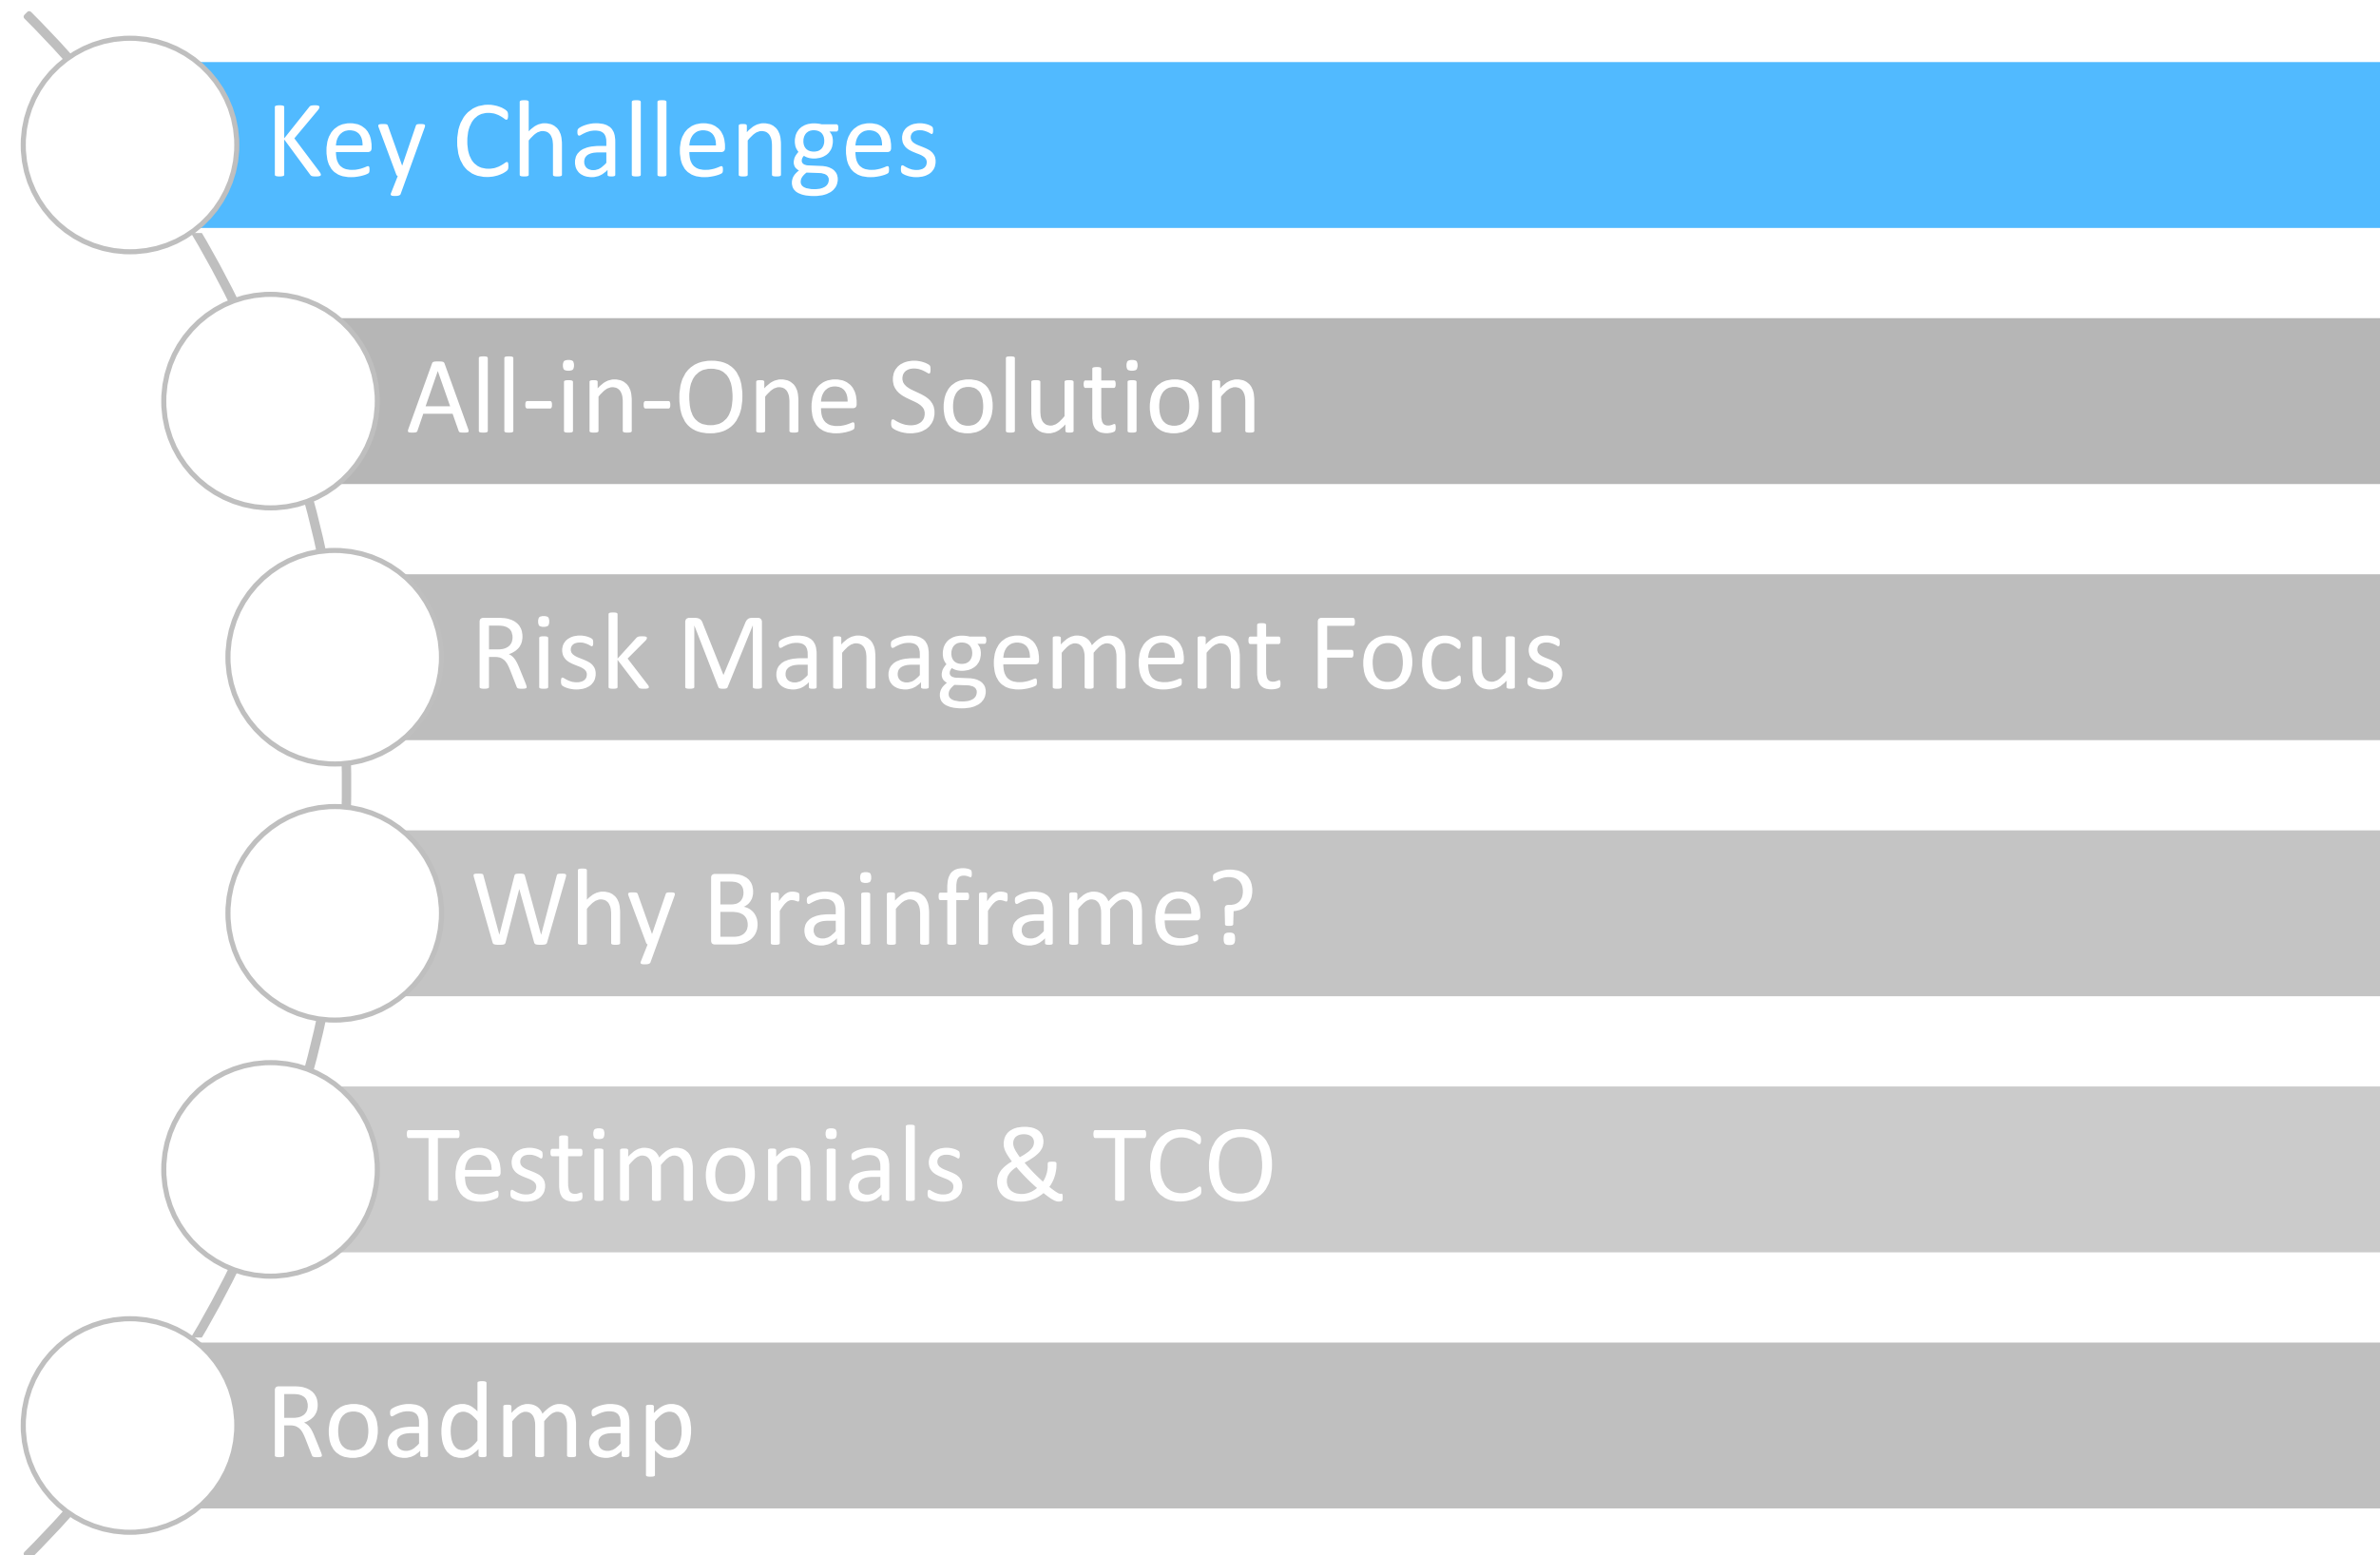 Key Challenges
All-in-One Solution
Risk Management Focus
Why Brainframe?
Testimonials & TCO
Roadmap